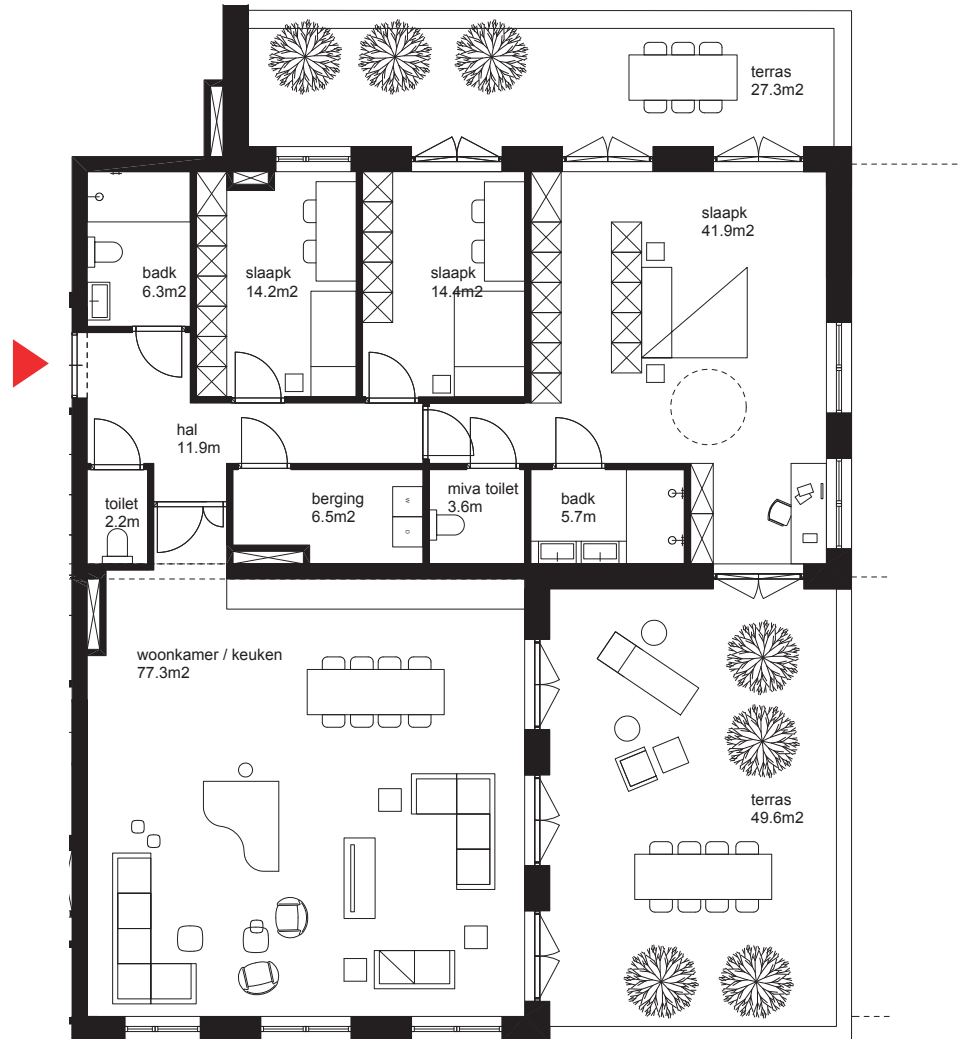 terras
27.3m2
slaapk
41.9m2
badk
6.3m2
slaapk
14.2m2
slaapk
14.4m2
hal
11.9m
toilet
2.2m
berging
6.5m2
W
D
miva toilet
3.6m
badk
5.7m
woonkamer / keuken
77.3m2
terras
49.6m2